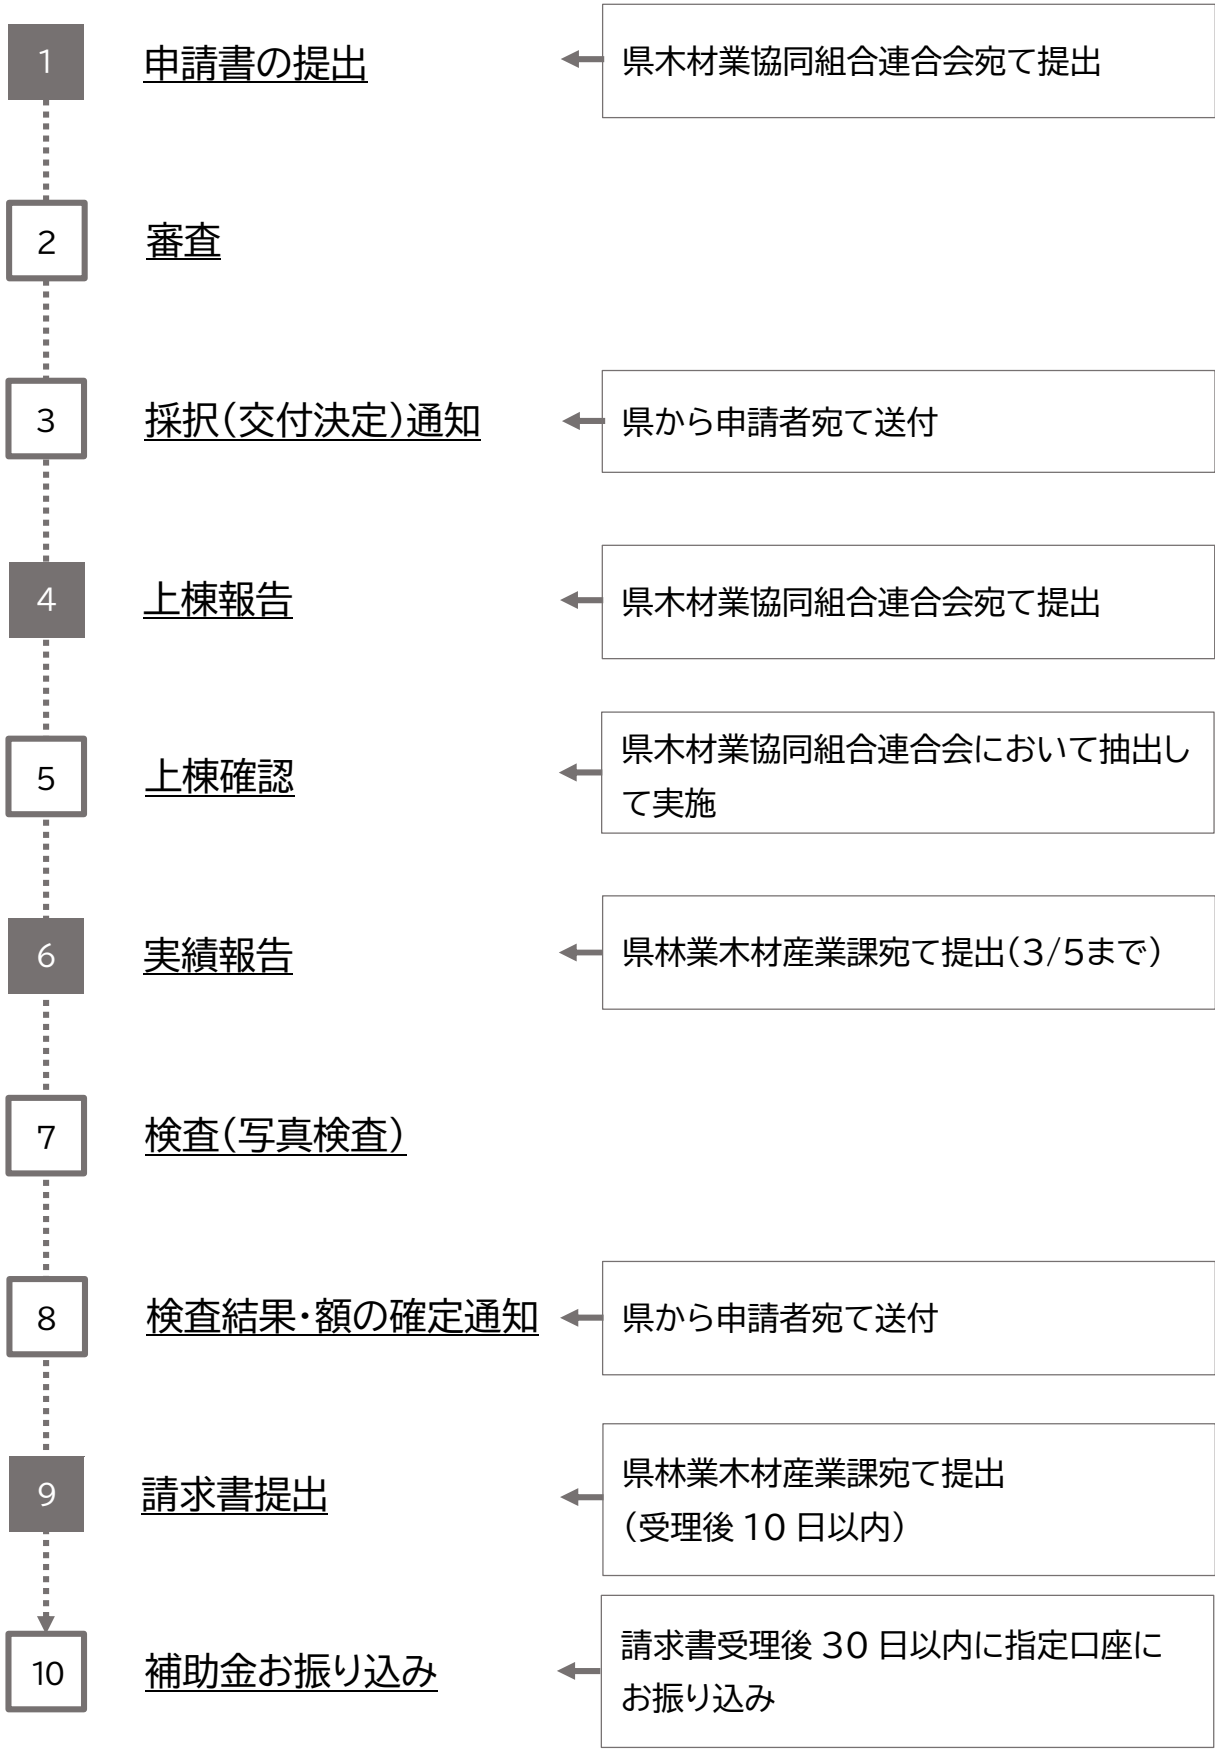 1 申請書の提出 県木材業協同組合連合会宛て提出
2 審査
3 採択(交付決定)通知 県から申請者宛て送付
4 上棟報告 県木材業協同組合連合会宛て提出
5 上棟確認 県木材業協同組合連合会において抽出し
て実施
6 実績報告 県林業木材産業課宛て提出(3/5まで)
7 検査(写真検査)
8 検査結果・額の確定通知 県から申請者宛て送付
9 請求書提出 県林業木材産業課宛て提出
(受理後 10 日以内)
10 補助金お振り込み 請求書受理後 30 日以内に指定口座に
お振り込み